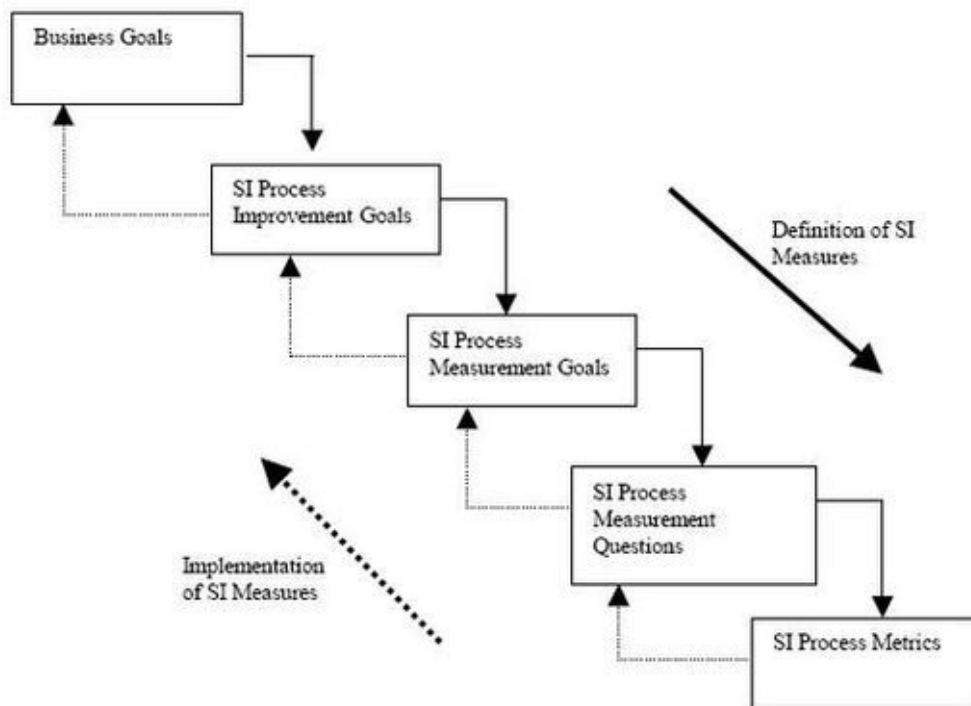 Business Goals
SI Process
Improvement Goals
Definition of SI
Measures
SI Process
Measurement Goals
SI Process
Measurement
Questions
Implementation
of SI Measures
SI Process Metrics